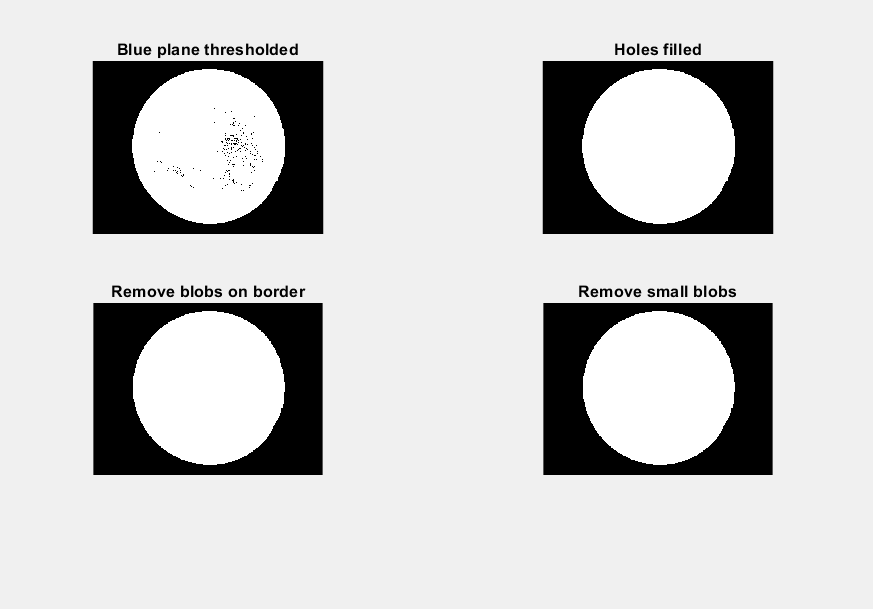 Blue plane thresholded
Holes filled
Remove blobs on border
Remove small blobs